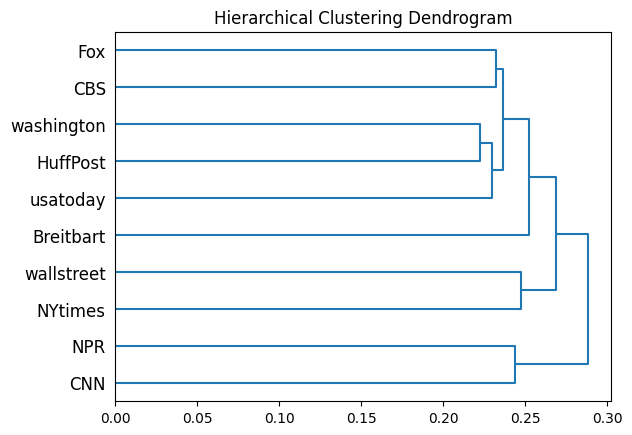 Hierarchical Clustering Dendrogram
Fox
CBS
washington
HuffPost
usatoday
Breitbart
wallstreet
NYtimes
NPR
CNN
0.00 0.05 0.10 0.15 0.20 0.25 0.30